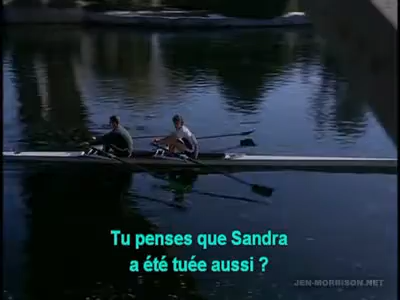 Tu penses que Sandra
a été tuée aussi ?
JEN-MORRISON.NET